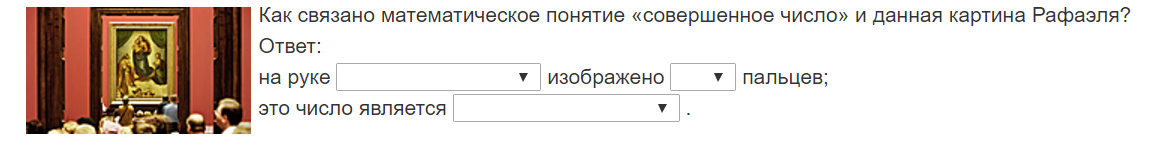 Как связано математическое понятие «совершенное число» и данная картина Рафаэля?
Ответ:
на руке изображено пальцев;
это число является .